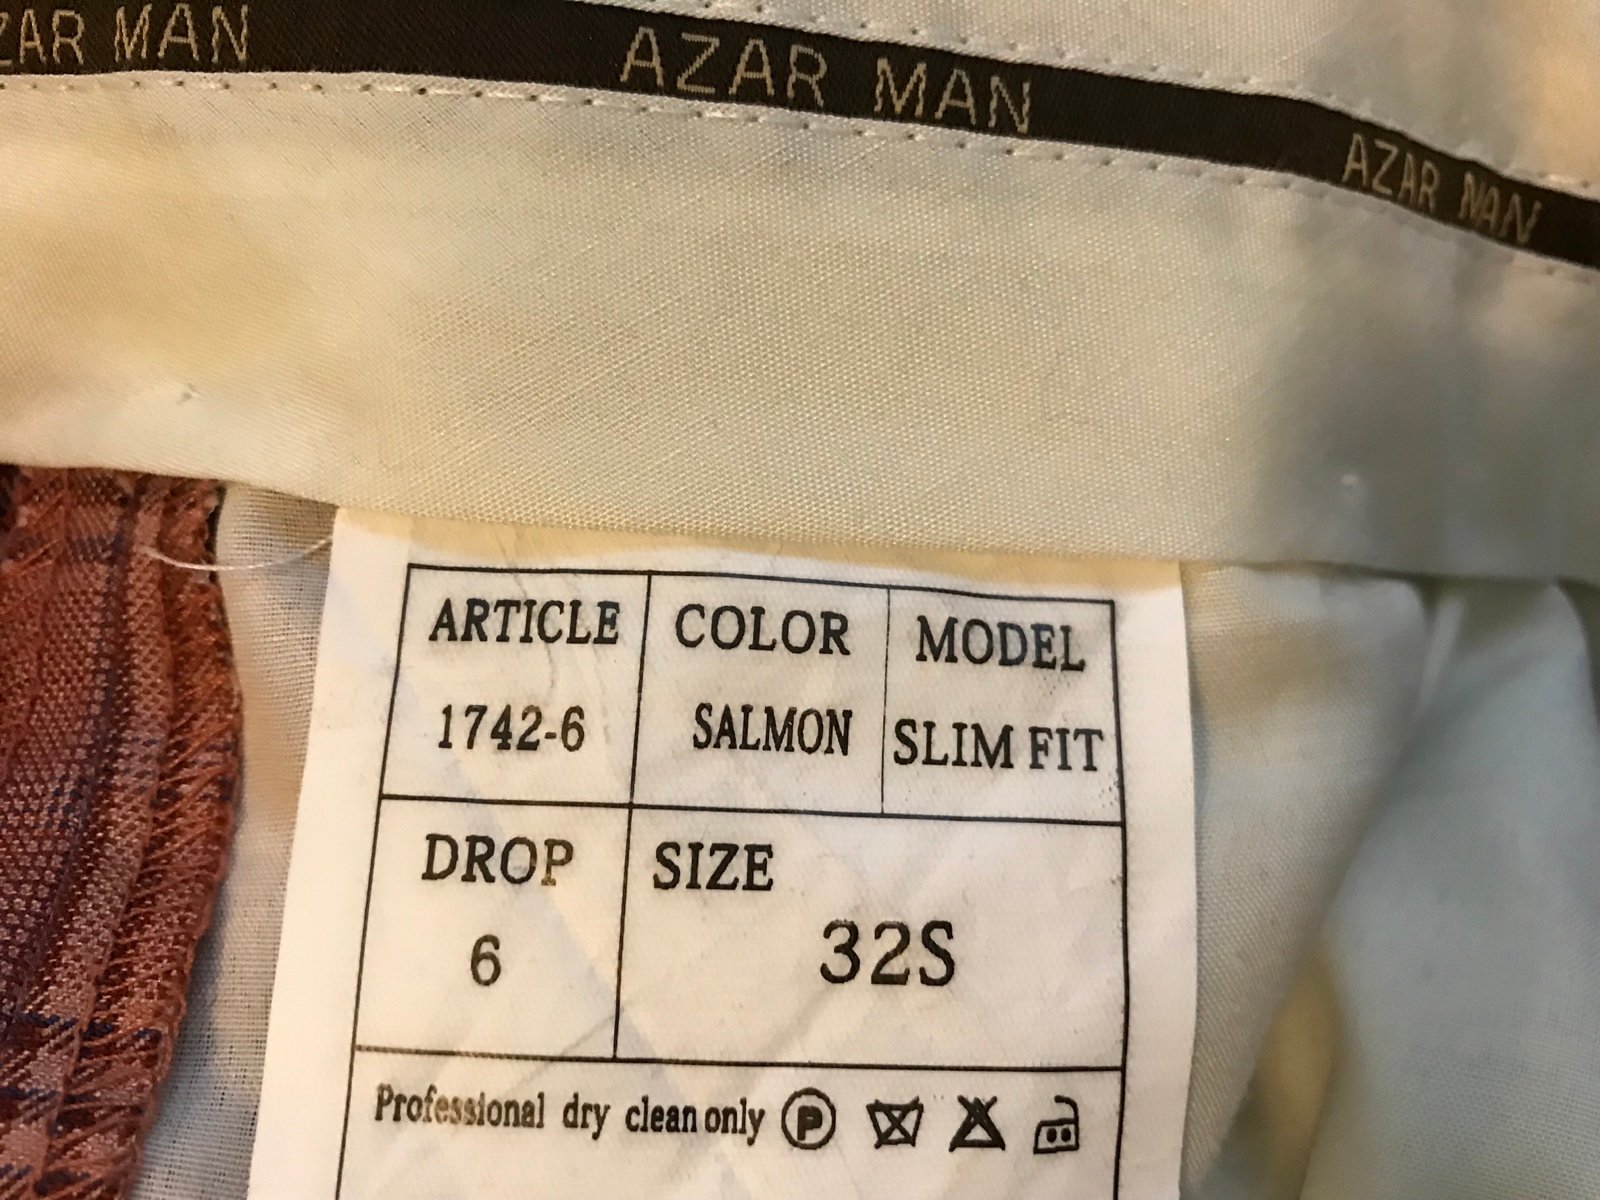 ZAR MAN AZAR MAN AZAR MAN
ARTICLE COLOR MODEL
1742-6 SALMON SLIM FIT
DROP SIZE
6 32S
Professional dry clean only P